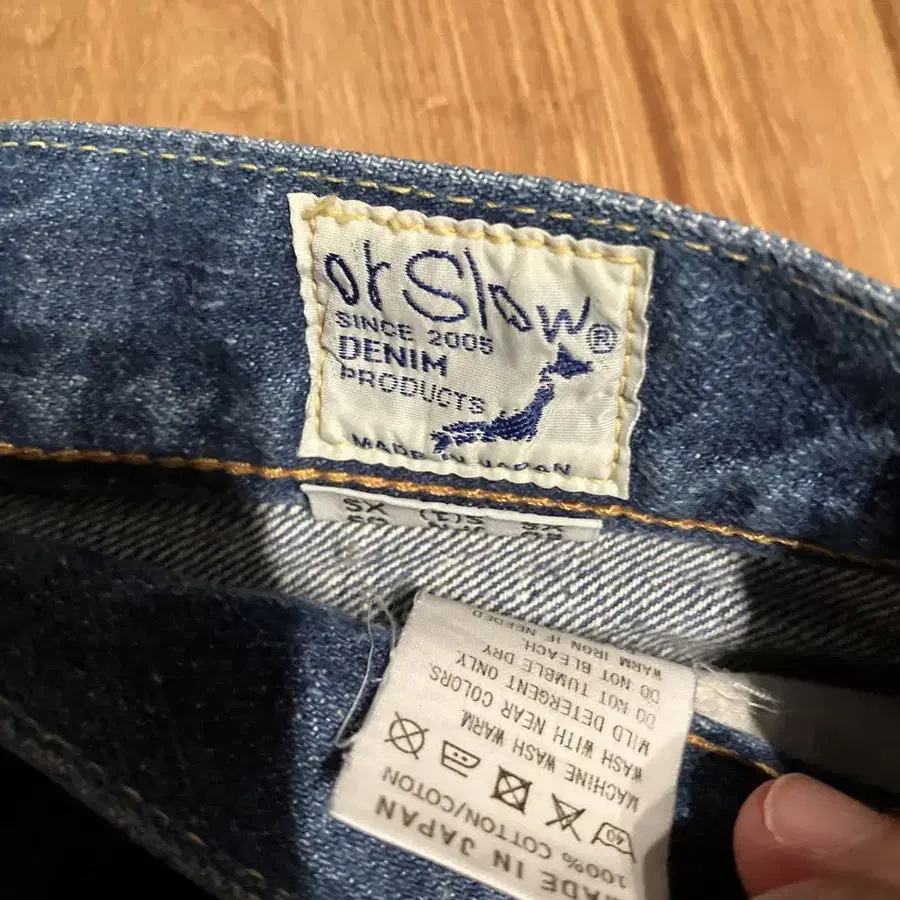 orSlow®
SINCE 2005
DENIM
PRODUCTS
MADE IN JAPAN
MADE IN JAPAN
100% COTTON/COTON
40
MACHINE WASH WARM
WASH WITH NEAR COLORS
MILD DETERGENT ONLY
DO NOT TUMBLE DRY
DO NOT BLEACH.
WARM IRON IF NEEDED